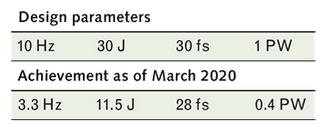 Design parameters
10 Hz 30 J 30 fs 1 PW
Achievement as of March 2020
3.3 Hz 11.5 J 28 fs 0.4 PW